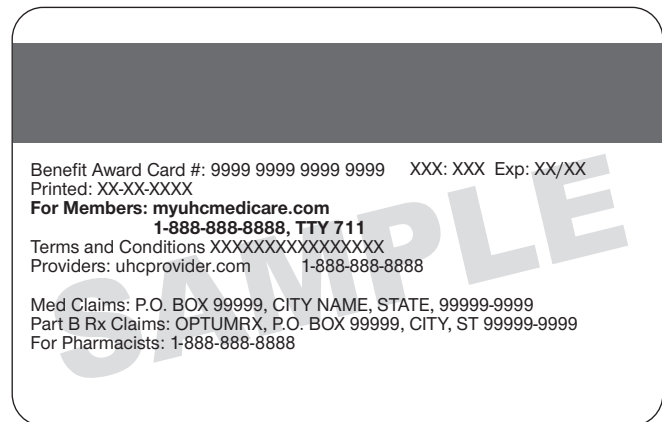 Benefit Award Card #: 9999 9999 9999 9999 XXX: XXX Exp: XX/XX
Printed: XX-XX-XXXX
For Members: myuhcmedicare.com
1-888-888-8888, TTY 711
Terms and Conditions XXXXXXXXXXXXXXXX
Providers: uhcprovider.com 1-888-888-8888
Med Claims: P.O. BOX 99999, CITY NAME, STATE, 99999-9999
Part B Rx Claims: OPTUMRX, P.O. BOX 99999, CITY, ST 99999-9999
For Pharmacists: 1-888-888-8888
SAMPLE